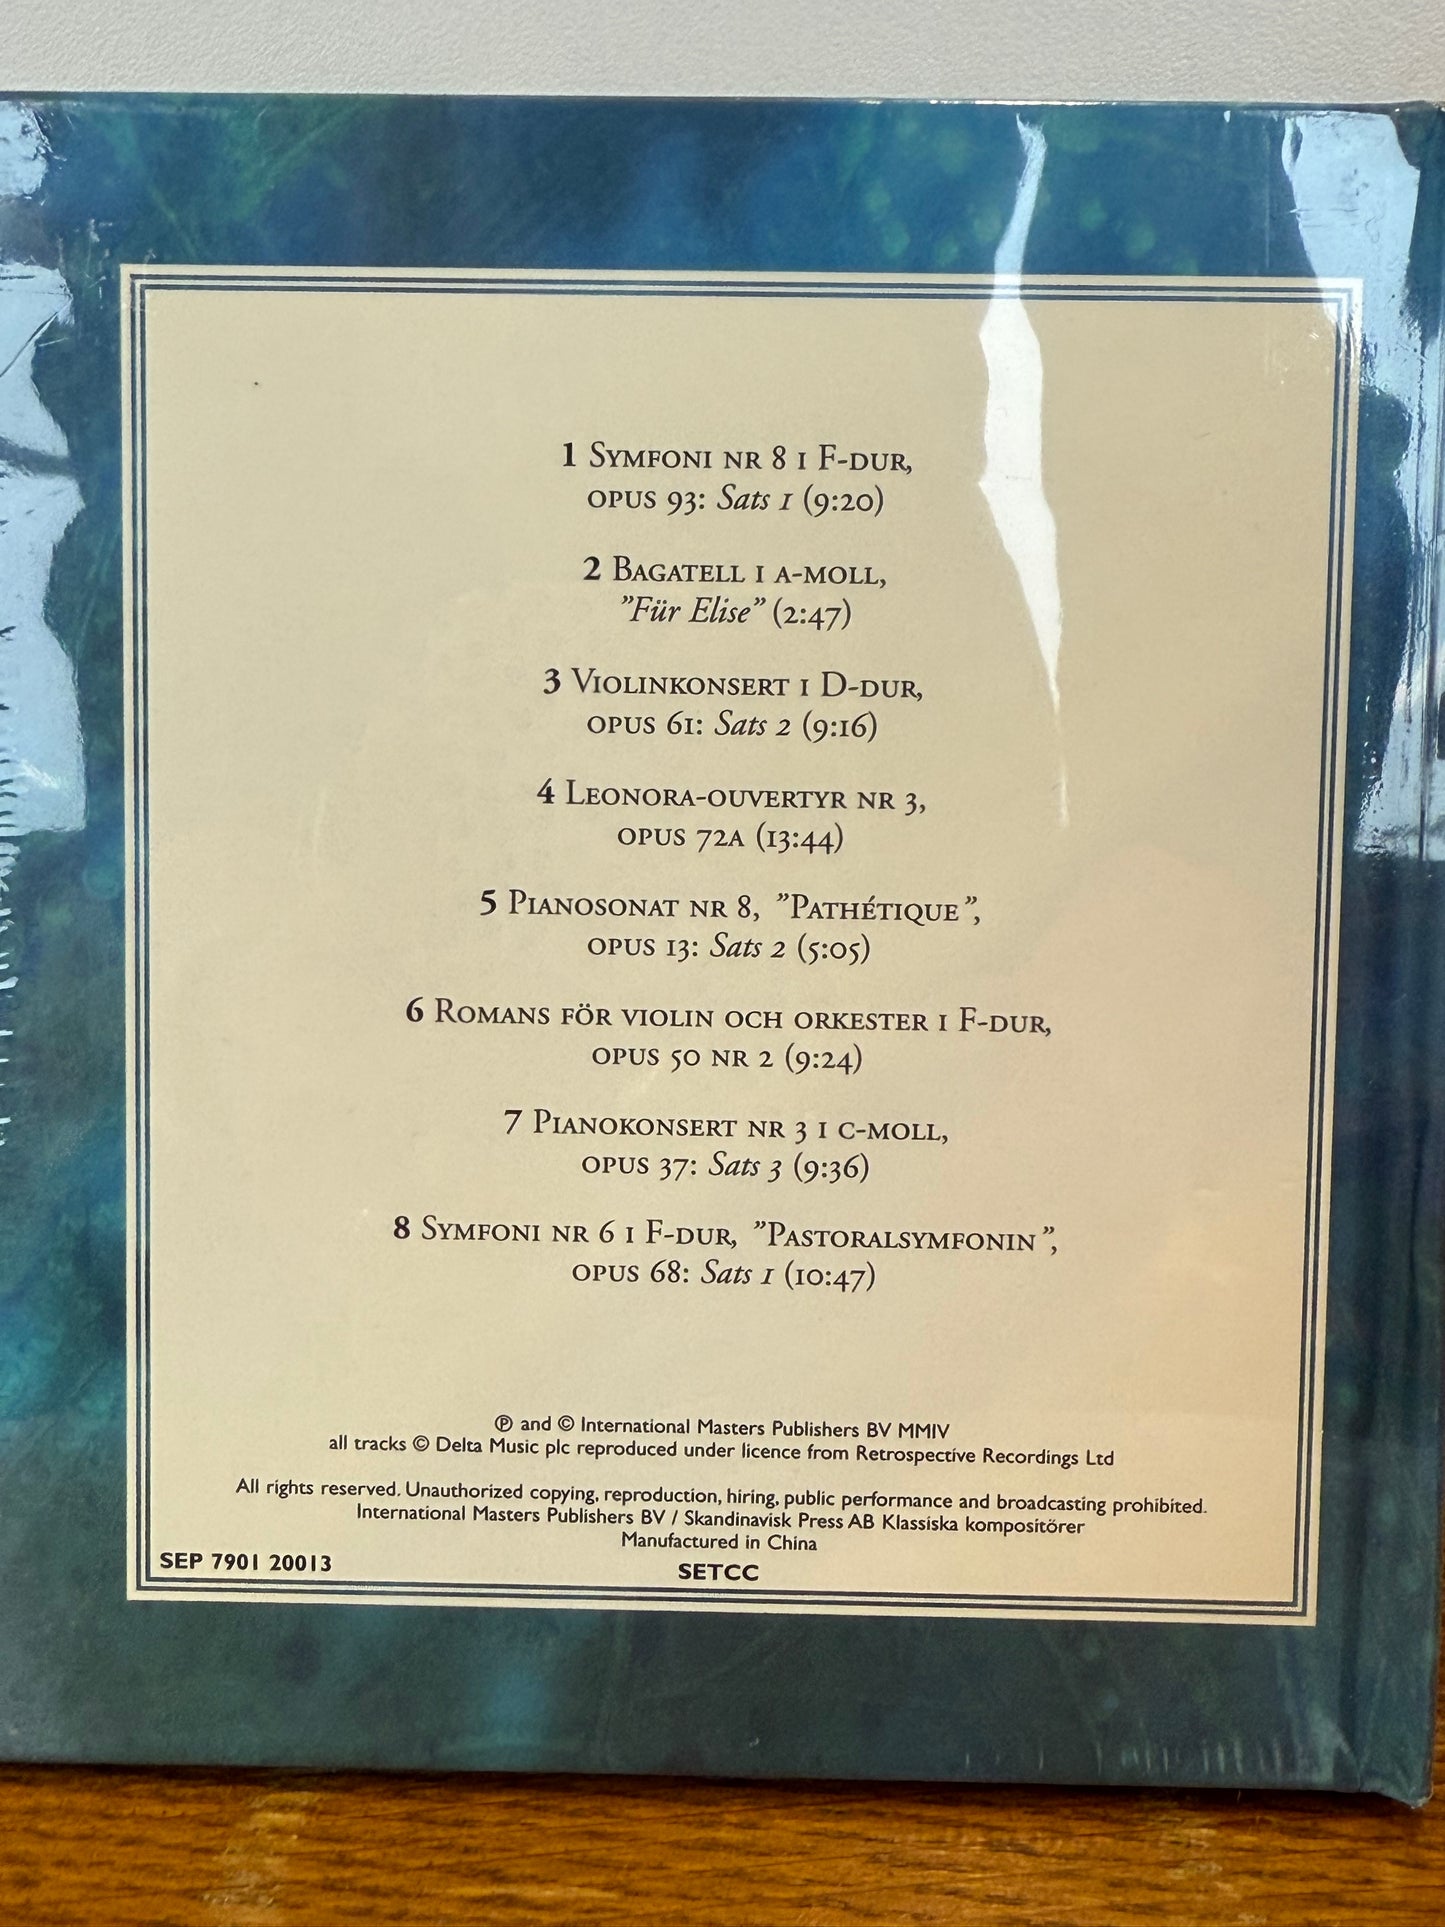 1 Symfoni nr 8 i F-dur,
opus 93: Sats 1 (9:20)
2 Bagatell i a-moll,
”Für Elise” (2:47)
3 Violinkonsert i D-dur,
opus 61: Sats 2 (9:16)
4 Leonora-ouvertyr nr 3,
opus 72a (13:44)
5 Pianosonat nr 8, ”Pathétique”,
opus 13: Sats 2 (5:05)
6 Romans för violin och orkester i F-dur,
opus 50 nr 2 (9:24)
7 Pianokonsert nr 3 i c-moll,
opus 37: Sats 3 (9:36)
8 Symfoni nr 6 i F-dur, ”Pastoralsymfonin”,
opus 68: Sats 1 (10:47)
℗ and © International Masters Publishers BV MMIV
all tracks © Delta Music plc reproduced under licence from Retrospective Recordings Ltd
All rights reserved. Unauthorized copying, reproduction, hiring, public performance and broadcasting prohibited.
International Masters Publishers BV / Skandinavisk Press AB Klassiska kompositörer
Manufactured in China
SEP 7901 20013
SETCC